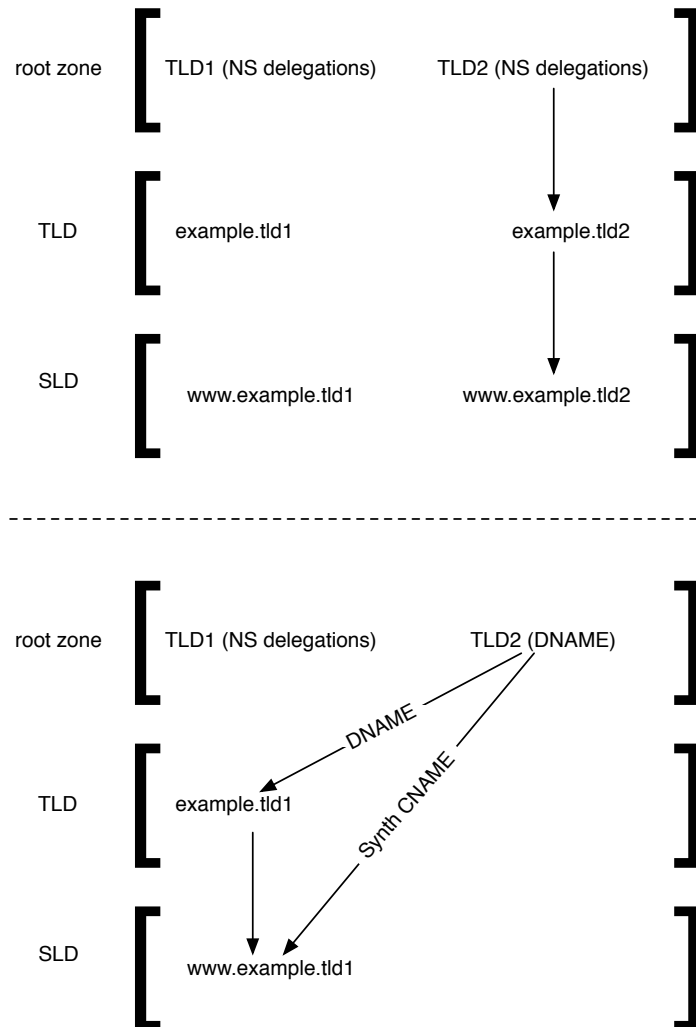 root zone
TLD1 (NS delegations)
TLD2 (NS delegations)
TLD
example.tld1
example.tld2
SLD
www.example.tld1
www.example.tld2
root zone
TLD1 (NS delegations)
TLD2 (DNAME)
DNAME
Synth CNAME
TLD
example.tld1
SLD
www.example.tld1